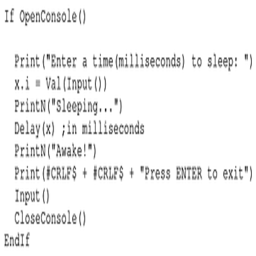 If OpenConsole()
Print("Enter a time(milliseconds) to sleep: ")
x.i = Val(Input())
PrintN("Sleeping...")
Delay(x) ;in milliseconds
PrintN("Awake!")
Print(#CRLF$ + #CRLF$ + "Press ENTER to exit")
Input()
CloseConsole()
EndIf